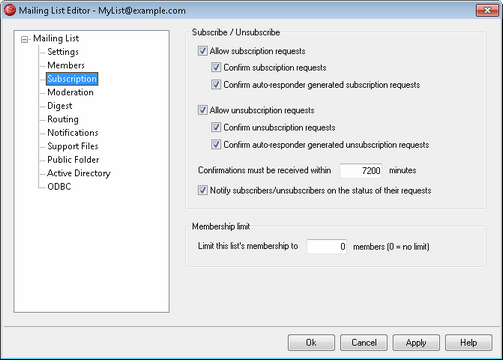 Mailing List Editor - MyList@example.com
Mailing List
Settings
Members
Subscription
Moderation
Digest
Routing
Notifications
Support Files
Public Folder
Active Directory
ODBC
Subscribe / Unsubscribe
Allow subscription requests
Confirm subscription requests
Confirm auto-responder generated subscription requests
Allow unsubscription requests
Confirm unsubscription requests
Confirm auto-responder generated unsubscription requests
Confirmations must be received within 7200 minutes
Notify subscribers/unsubscribers on the status of their requests
Membership limit
Limit this list's membership to 0 members (0 = no limit)
Ok Cancel Apply Help